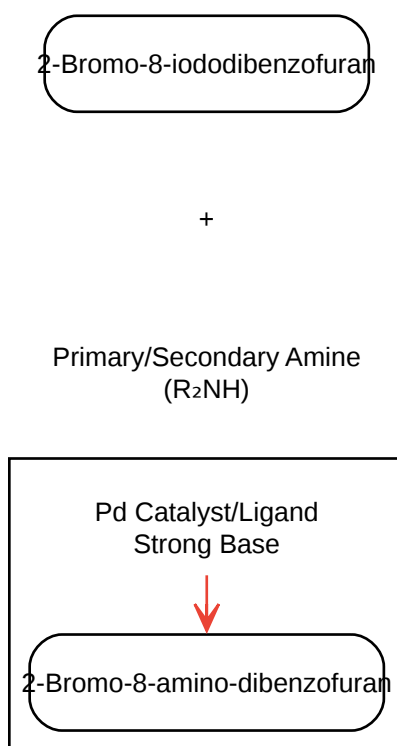 2-Bromo-8-iododibenzofuran
+
Primary/Secondary Amine
(R₂NH)
Pd Catalyst/Ligand
Strong Base
2-Bromo-8-amino-dibenzofuran